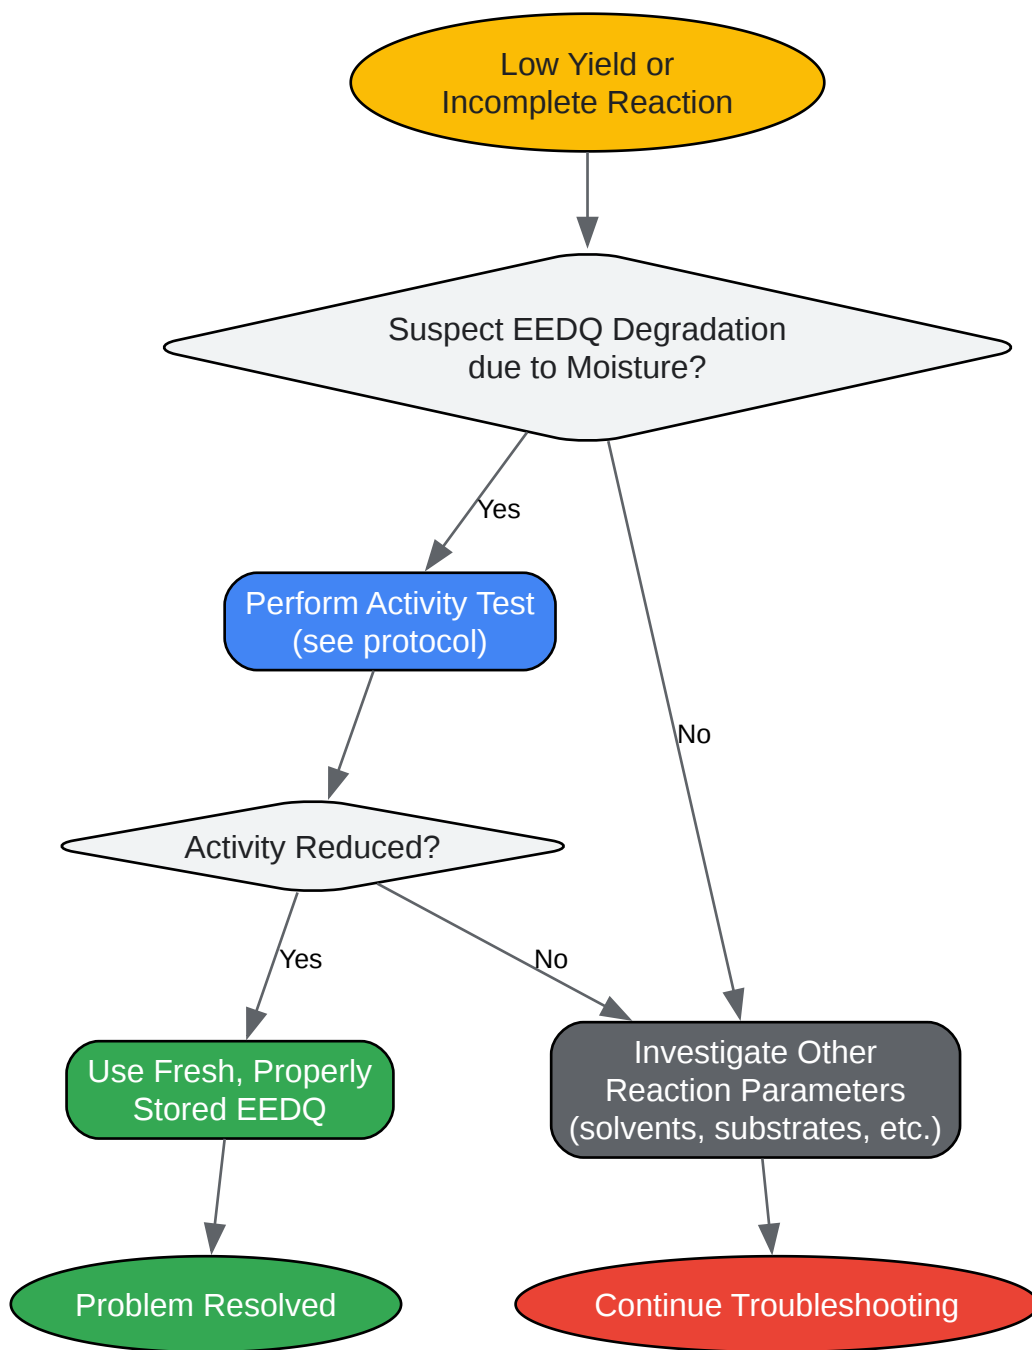 Low Yield or
Incomplete Reaction
Suspect EEDQ Degradation
due to Moisture?
Yes
Perform Activity Test
(see protocol)
No
Activity Reduced?
Yes
No
Use Fresh, Properly
Stored EEDQ
Investigate Other
Reaction Parameters
(solvents, substrates, etc.)
Problem Resolved
Continue Troubleshooting